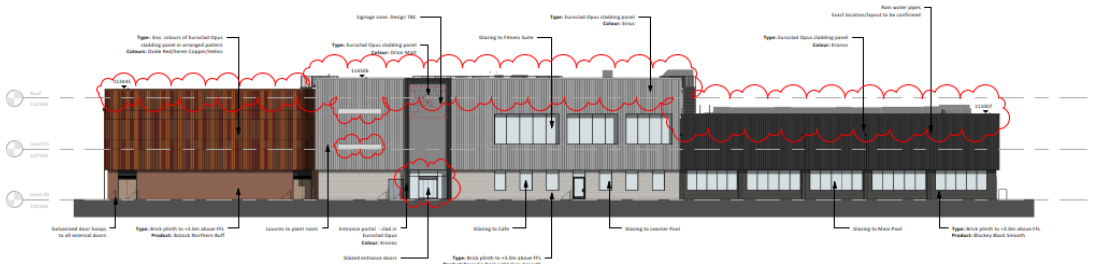 Rain water pipes
Exact location/layout to be confirmed
Signage zone. Design TBC
Type: Euroclad Opus cladding panel
Colour: Sirius
Type: 3no. colours of Euroclad Opus
cladding panel in arranged pattern
Colours: Oxide Red/Seren Copper/Helios
Type: Euroclad Opus cladding panel
Colour: Orion Matt
Glazing to Fitness Suite
Type: Euroclad Opus cladding panel
Colour: Kronos
Roof
Level 01
Level 00
111007
Galvanised door hoops
to all external doors
Type: Brick plinth to +3.0m above FFL
Product: Ibstock Northern Buff
Louvres to plant room
Entrance portal - clad in
Euroclad Opus
Colour: Kronos
Glazing to Cafe
Glazing to Learner Pool
Glazing to Main Pool
Type: Brick plinth to +3.0m above FFL
Product: Blockley Black Smooth
Glazed entrance doors
Type: Brick plinth to +3.0m above FFL